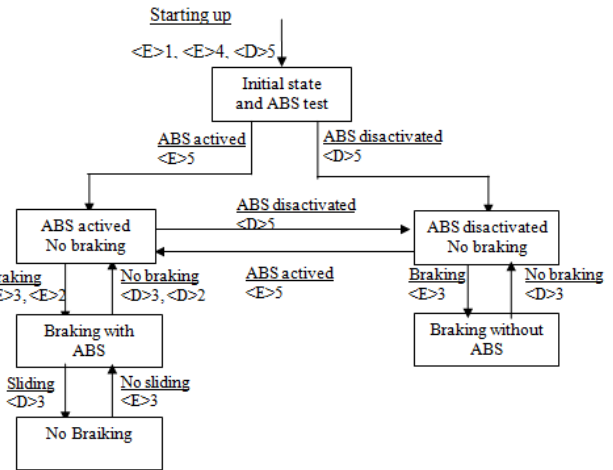 Starting up
<E>1, <E>4, <D>5
Initial state
and ABS test
ABS actived
<E>5
ABS disactivated
<D>5
ABS actived
No braking
ABS disactivated
<D>5
ABS disactivated
No braking
ABS actived
<E>5
raking
E>3, <E>2
No braking
<D>3, <D>2
Braking
<E>3
No braking
<D>3
Braking with
ABS
Braking without
ABS
Sliding
<D>3
No sliding
<E>3
No Braiking